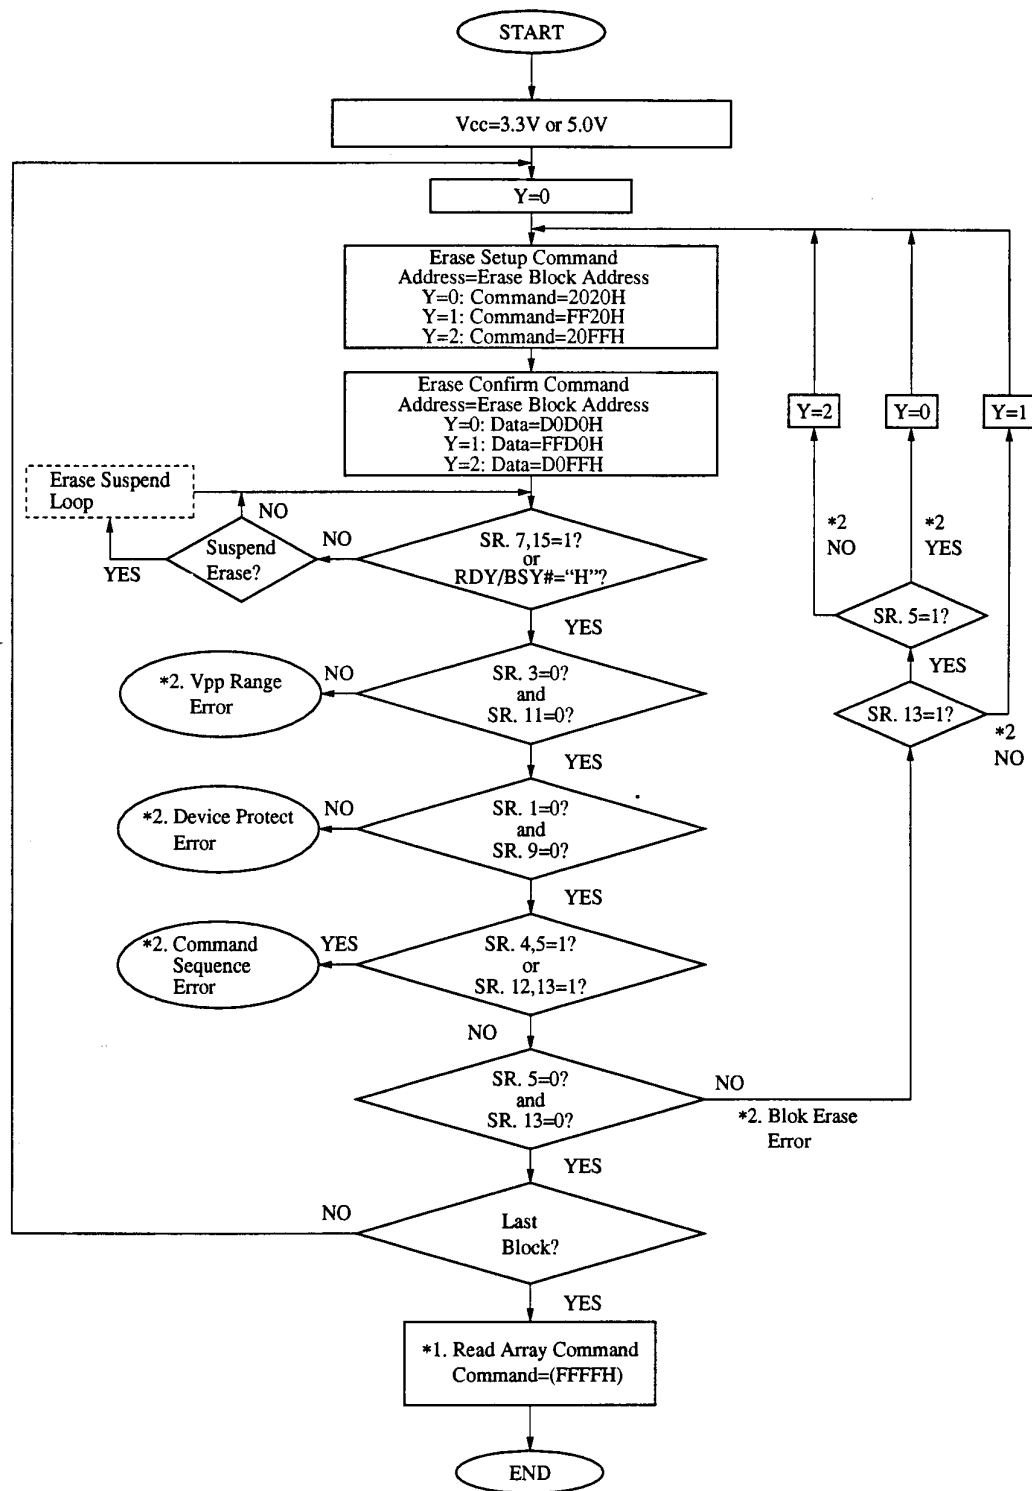 START
Vcc=3.3V or 5.0V
Y=0
Erase Setup Command
Address=Erase Block Address
Y=0: Command=2020H
Y=1: Command=FF20H
Y=2: Command=20FFH
Erase Confirm Command
Address=Erase Block Address
Y=0: Data=D0D0H
Y=1: Data=FFD0H
Y=2: Data=D0FFH
Y=2
Y=0
Y=1
Erase Suspend
Loop
NO
YES
Suspend
Erase?
NO
SR. 7,15=1?
or
RDY/BSY#="H"?
YES
*2
NO
*2
YES
SR. 5=1?
YES
SR. 13=1?
*2
NO
*2. Vpp Range
Error
NO
SR. 3=0?
and
SR. 11=0?
YES
*2. Device Protect
Error
NO
SR. 1=0?
and
SR. 9=0?
YES
*2. Command
Sequence
Error
YES
SR. 4,5=1?
or
SR. 12,13=1?
NO
SR. 5=0?
and
SR. 13=0?
NO
*2. Blok Erase
Error
YES
NO
Last
Block?
YES
*1. Read Array Command
Command=(FFFFH)
END